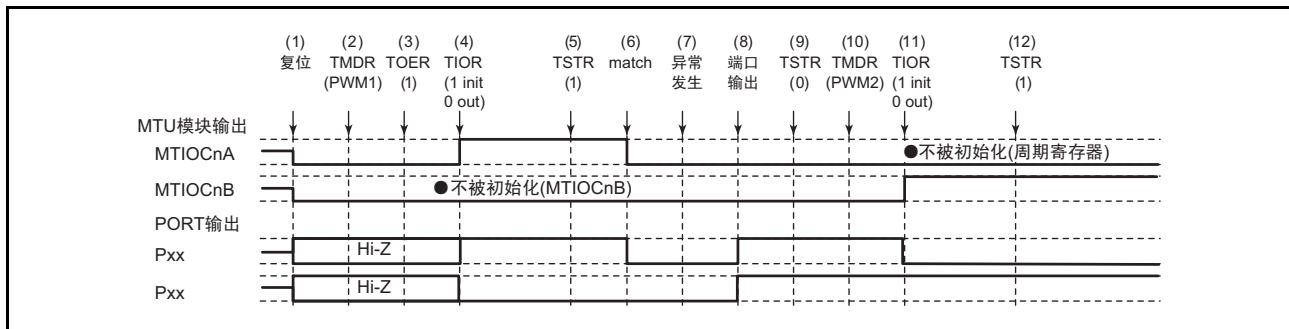 (1) (2) (3) (4) (5) (6) (7) (8) (9) (10) (11) (12)
复位 TMDR TOER TIOR TSTR match 异常 端口 TSTR TMDR TIOR TSTR
(PWM1) (1) (1 init (1) 发生 输出 (0) (PWM2) (1 init (1)
0 out) 0 out)
MTU模块输出
MTIOCnA ●不被初始化(周期寄存器)
MTIOCnB ●不被初始化(MTIOCnB)
PORT输出
Pxx Hi-Z
Pxx Hi-Z